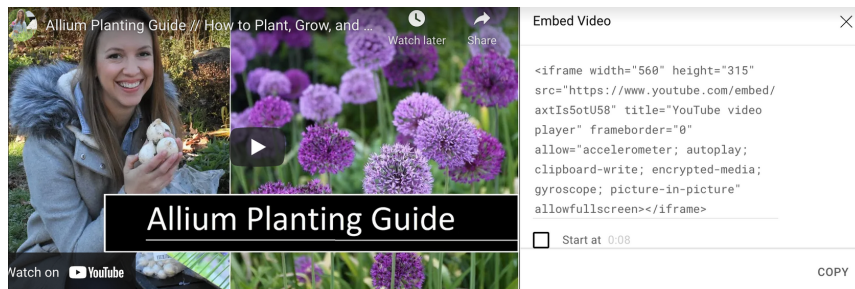 Allium Planting Guide // How to Plant, Grow, and ...
Watch later
Share
Allium Planting Guide
Watch on YouTube
Embed Video
<iframe width="560" height="315"
src="https://www.youtube.com/embed/
axtIs5otU58" title="YouTube video
player" frameborder="0"
allow="accelerometer; autoplay;
clipboard-write; encrypted-media;
gyroscope; picture-in-picture"
allowfullscreen></iframe>
Start at 0:08
COPY